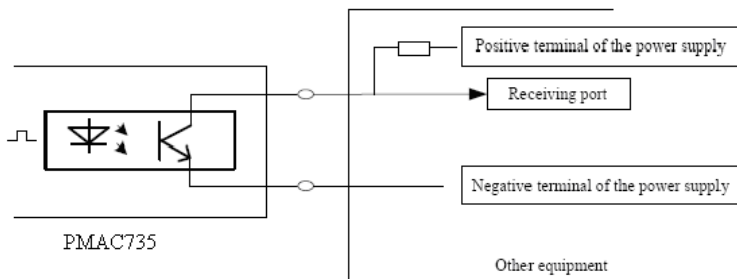 Positive terminal of the power supply
Receiving port
Negative terminal of the power supply
PMAC735
Other equipment